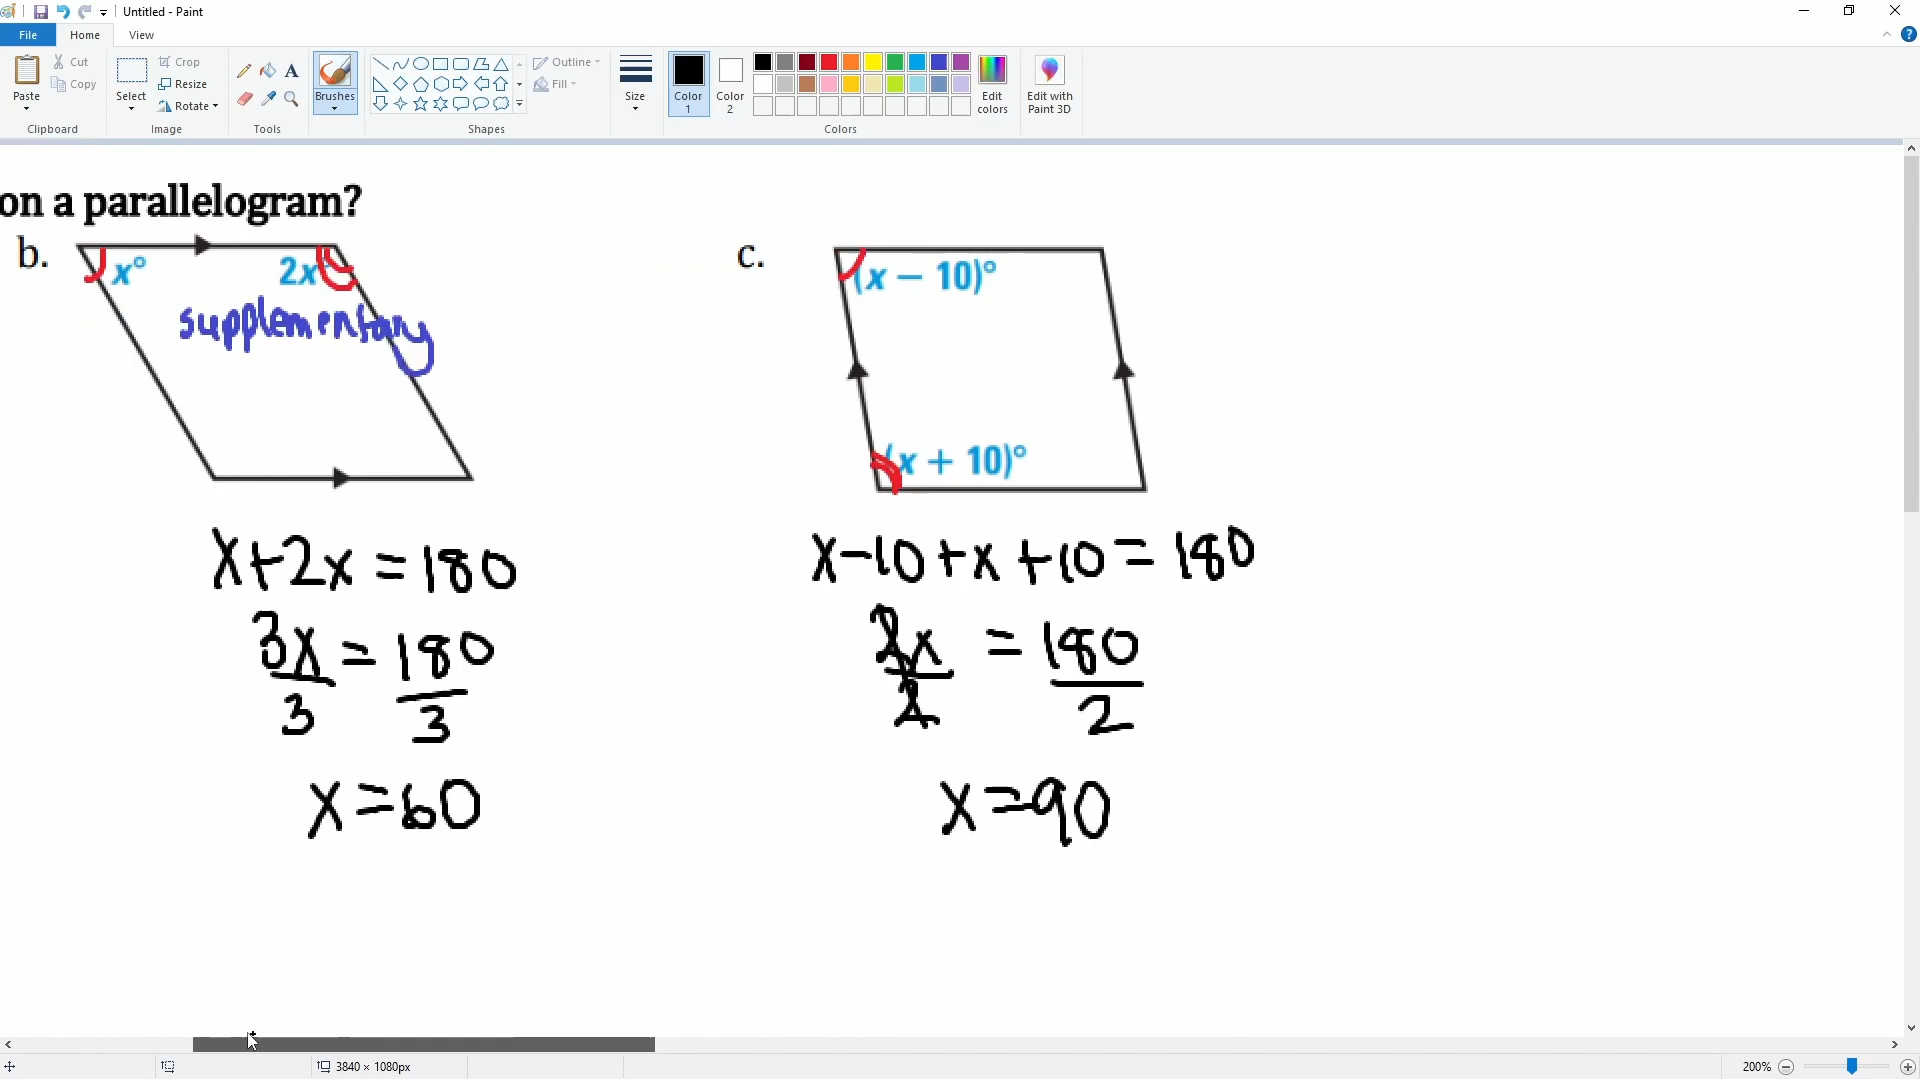 Untitled - Paint
File Home View
Paste
Cut
Copy
Clipboard
Select
Crop
Resize
Rotate
Image
Tools
Brushes
Shapes
Outline
Fill
Size
Color 1
Color 2
Colors
Edit colors
Edit with Paint 3D
on a parallelogram?
b.
x° 2x
supplementary
x+2x=180
3x=180
3 3
x=60
c.
(x − 10)°
(x + 10)°
x-10+x+10=180
2x =180
2 2
x=90
3840 × 1080px
200%